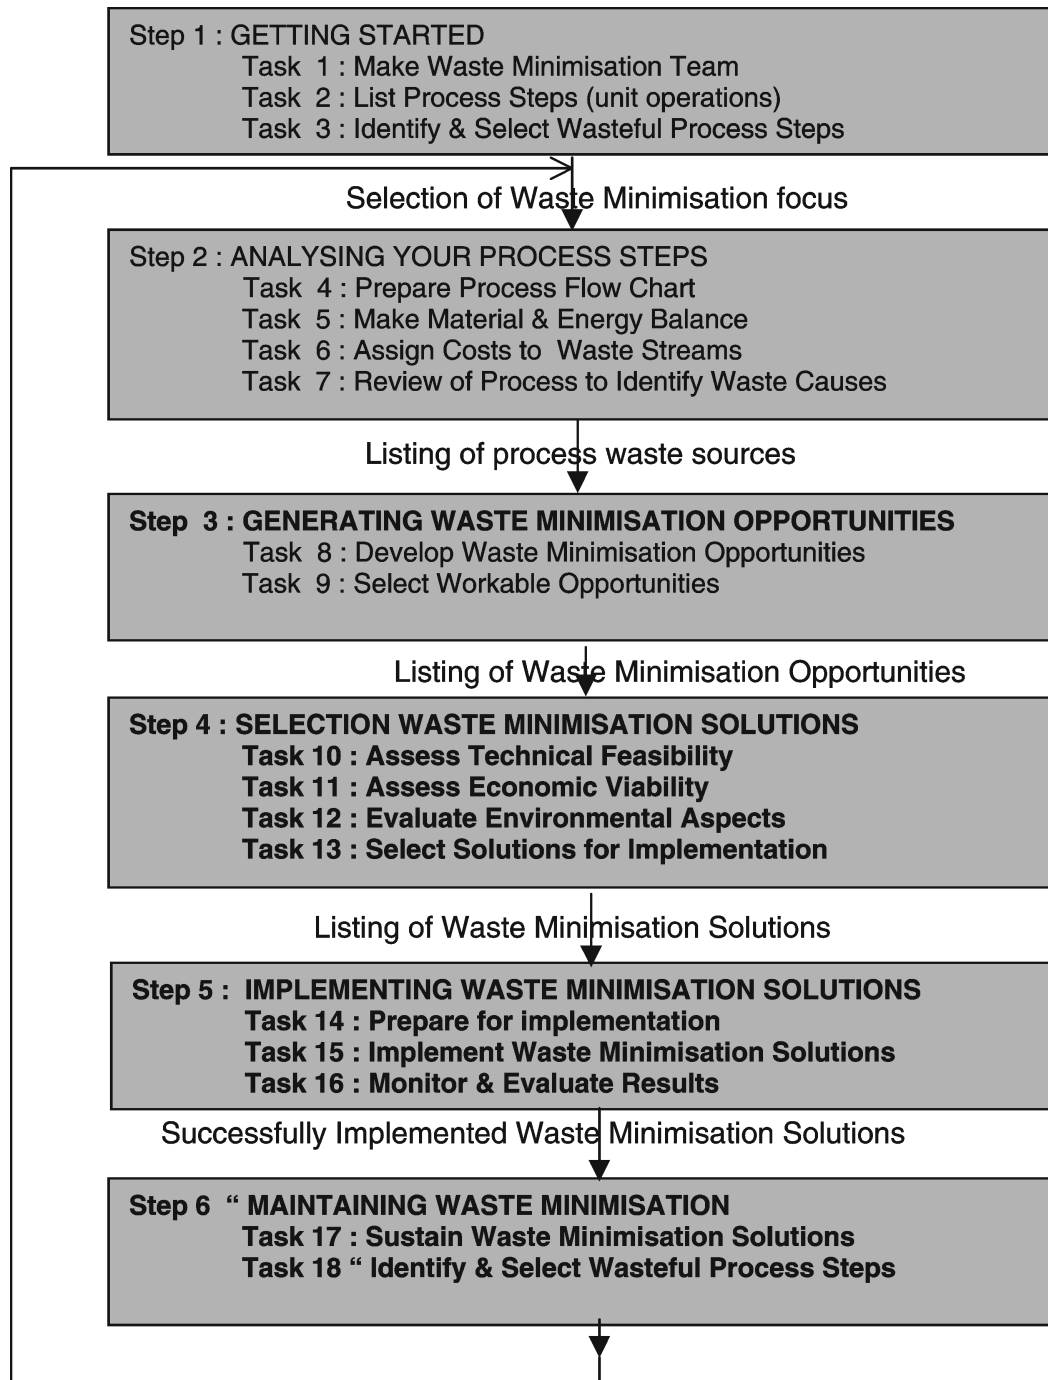 Step 1 : GETTING STARTED
Task 1 : Make Waste Minimisation Team
Task 2 : List Process Steps (unit operations)
Task 3 : Identify & Select Wasteful Process Steps
Selection of Waste Minimisation focus
Step 2 : ANALYSING YOUR PROCESS STEPS
Task 4 : Prepare Process Flow Chart
Task 5 : Make Material & Energy Balance
Task 6 : Assign Costs to Waste Streams
Task 7 : Review of Process to Identify Waste Causes
Listing of process waste sources
Step 3 : GENERATING WASTE MINIMISATION OPPORTUNITIES
Task 8 : Develop Waste Minimisation Opportunities
Task 9 : Select Workable Opportunities
Listing of Waste Minimisation Opportunities
Step 4 : SELECTION WASTE MINIMISATION SOLUTIONS
Task 10 : Assess Technical Feasibility
Task 11 : Assess Economic Viability
Task 12 : Evaluate Environmental Aspects
Task 13 : Select Solutions for Implementation
Listing of Waste Minimisation Solutions
Step 5 : IMPLEMENTING WASTE MINIMISATION SOLUTIONS
Task 14 : Prepare for implementation
Task 15 : Implement Waste Minimisation Solutions
Task 16 : Monitor & Evaluate Results
Successfully Implemented Waste Minimisation Solutions
Step 6 “ MAINTAINING WASTE MINIMISATION
Task 17 : Sustain Waste Minimisation Solutions
Task 18 “ Identify & Select Wasteful Process Steps